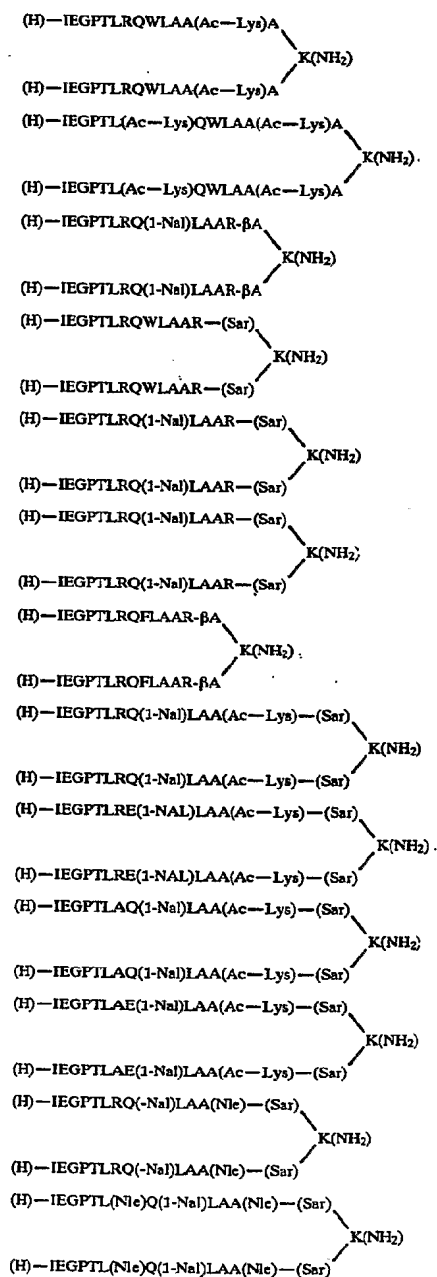 (H)—IEGPTLRQWLAA(Ac—Lys)A
K(NH2)
(H)—IEGPTLRQWLAA(Ac—Lys)A
(H)—IEGPTL(Ac—Lys)QWLAA(Ac—Lys)A
K(NH2).
(H)—IEGPTL(Ac—Lys)QWLAA(Ac—Lys)A
(H)—IEGPTLRQ(1-Nal)LAAR-βA
K(NH2)
(H)—IEGPTLRQ(1-Nal)LAAR-βA
(H)—IEGPTLRQWLAAR—(Sar)
K(NH2)
(H)—IEGPTLRQWLAAR—(Sar)
(H)—IEGPTLRQ(1-Nal)LAAR—(Sar)
K(NH2)
(H)—IEGPTLRQ(1-Nal)LAAR—(Sar)
(H)—IEGPTLRQ(1-Nal)LAAR—(Sar)
K(NH2)
(H)—IEGPTLRQ(1-Nal)LAAR—(Sar)
(H)—IEGPTLRQFLAAR-βA
K(NH2).
(H)—IEGPTLRQFLAAR-βA
(H)—IEGPTLRQ(1-Nal)LAA(Ac—Lys)—(Sar)
K(NH2)
(H)—IEGPTLRQ(1-Nal)LAA(Ac—Lys)—(Sar)
(H)—IEGPTLRE(1-NAL)LAA(Ac—Lys)—(Sar)
K(NH2).
(H)—IEGPTLRE(1-NAL)LAA(Ac—Lys)—(Sar)
(H)—IEGPTLAQ(1-Nal)LAA(Ac—Lys)—(Sar)
K(NH2)
(H)—IEGPTLAQ(1-Nal)LAA(Ac—Lys)—(Sar)
(H)—IEGPTLAE(1-Nal)LAA(Ac—Lys)—(Sar)
K(NH2)
(H)—IEGPTLAE(1-Nal)LAA(Ac—Lys)—(Sar)
(H)—IEGPTLRQ(-Nal)LAA(Nle)—(Sar)
K(NH2)
(H)—IEGPTLRQ(-Nal)LAA(Nle)—(Sar)
(H)—IEGPTL(Nle)Q(1-Nal)LAA(Nle)—(Sar)
K(NH2)
(H)—IEGPTL(Nle)Q(1-Nal)LAA(Nle)—(Sar)